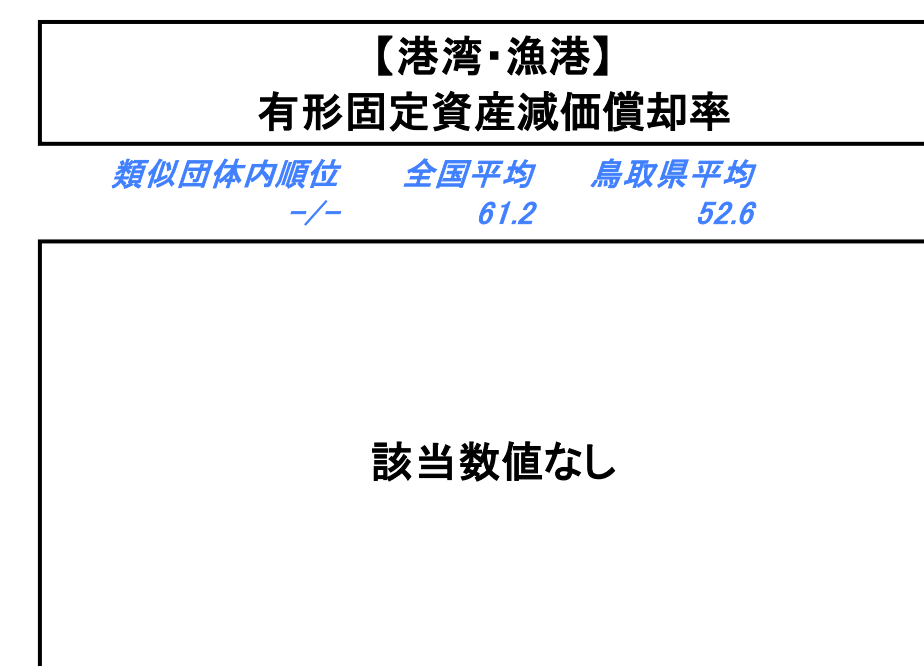 【港湾・漁港】
有形固定資産減価償却率
類似団体内順位 全国平均 鳥取県平均
-/- 61.2 52.6
該当数値なし